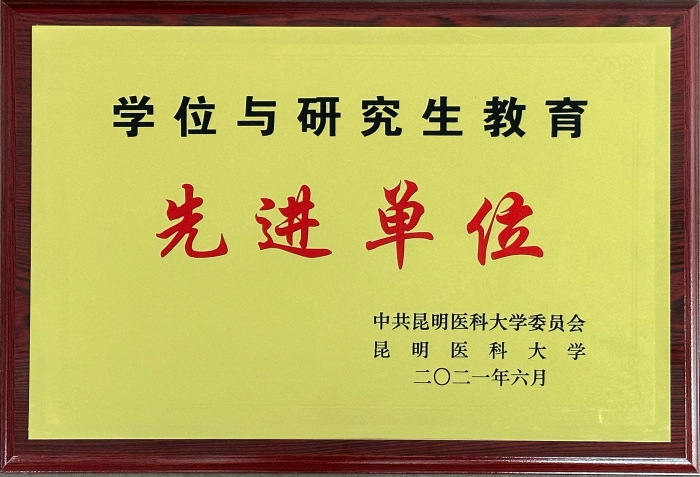 学位与研究生教育
先进单位
中共昆明医科大学委员会
昆明医科大学
二〇二一年六月